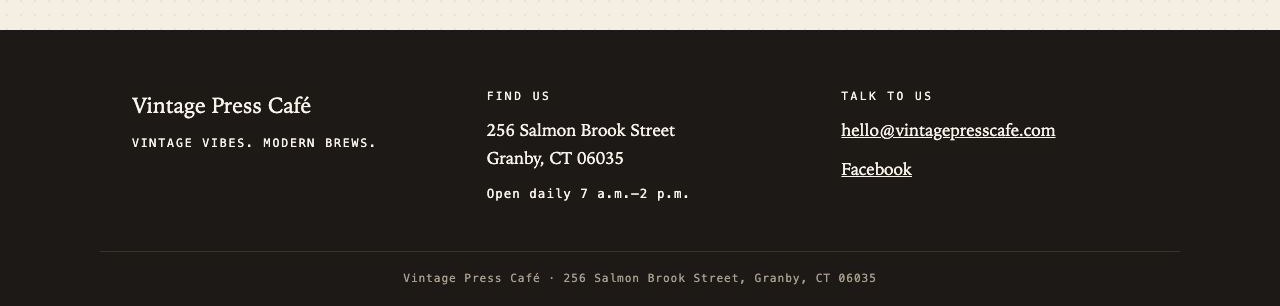 Vintage Press Café
VINTAGE VIBES. MODERN BREWS.
FIND US
256 Salmon Brook Street
Granby, CT 06035
Open daily 7 a.m.–2 p.m.
TALK TO US
hello@vintagepresscafe.com
Facebook
Vintage Press Café · 256 Salmon Brook Street, Granby, CT 06035